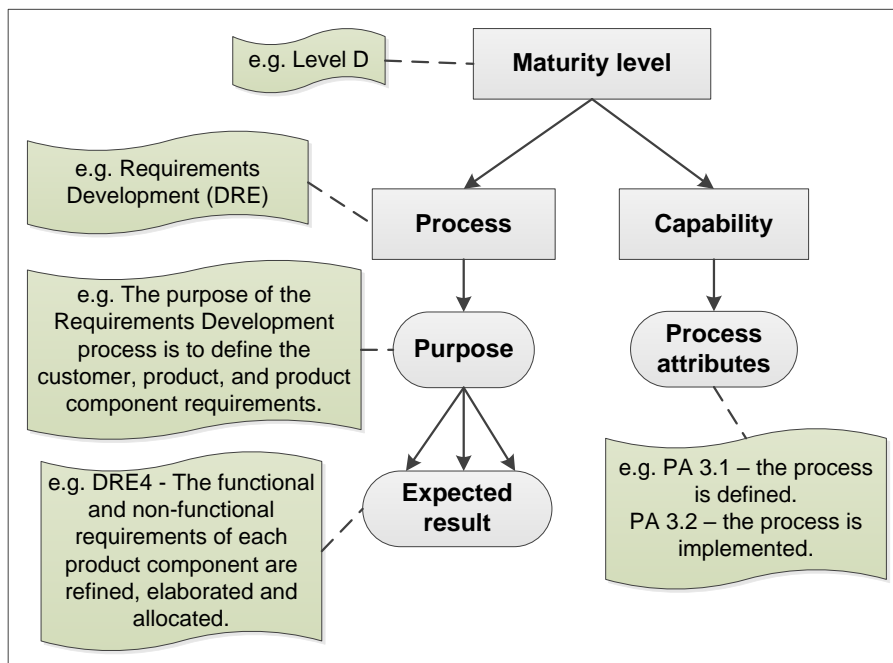 e.g. Level D
Maturity level
e.g. Requirements
Development (DRE)
Process
Capability
e.g. The purpose of the
Requirements Development
process is to define the
customer, product, and product
component requirements.
Purpose
Process
attributes
e.g. DRE4 - The functional
and non-functional
requirements of each
product component are
refined, elaborated and
allocated.
Expected
result
e.g. PA 3.1 – the process
is defined.
PA 3.2 – the process is
implemented.